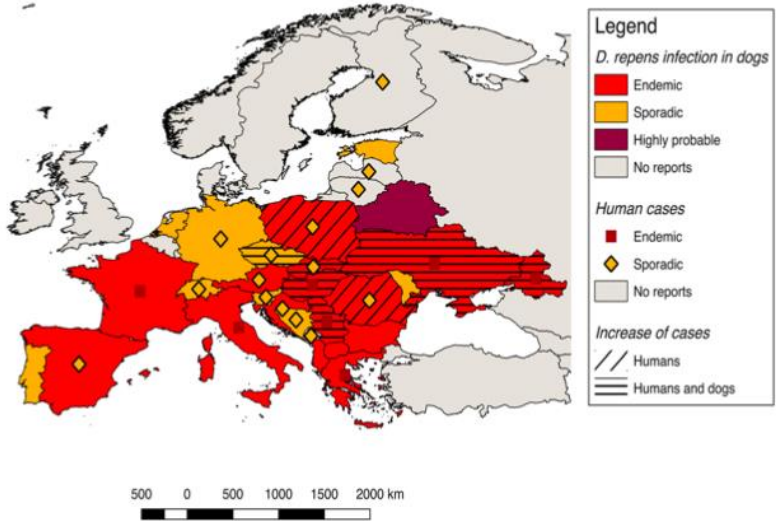 Legend
D. repens infection in dogs
Endemic
Sporadic
Highly probable
No reports
Human cases
Endemic
Sporadic
No reports
Increase of cases
Humans
Humans and dogs
500 0 500 1000 1500 2000 km